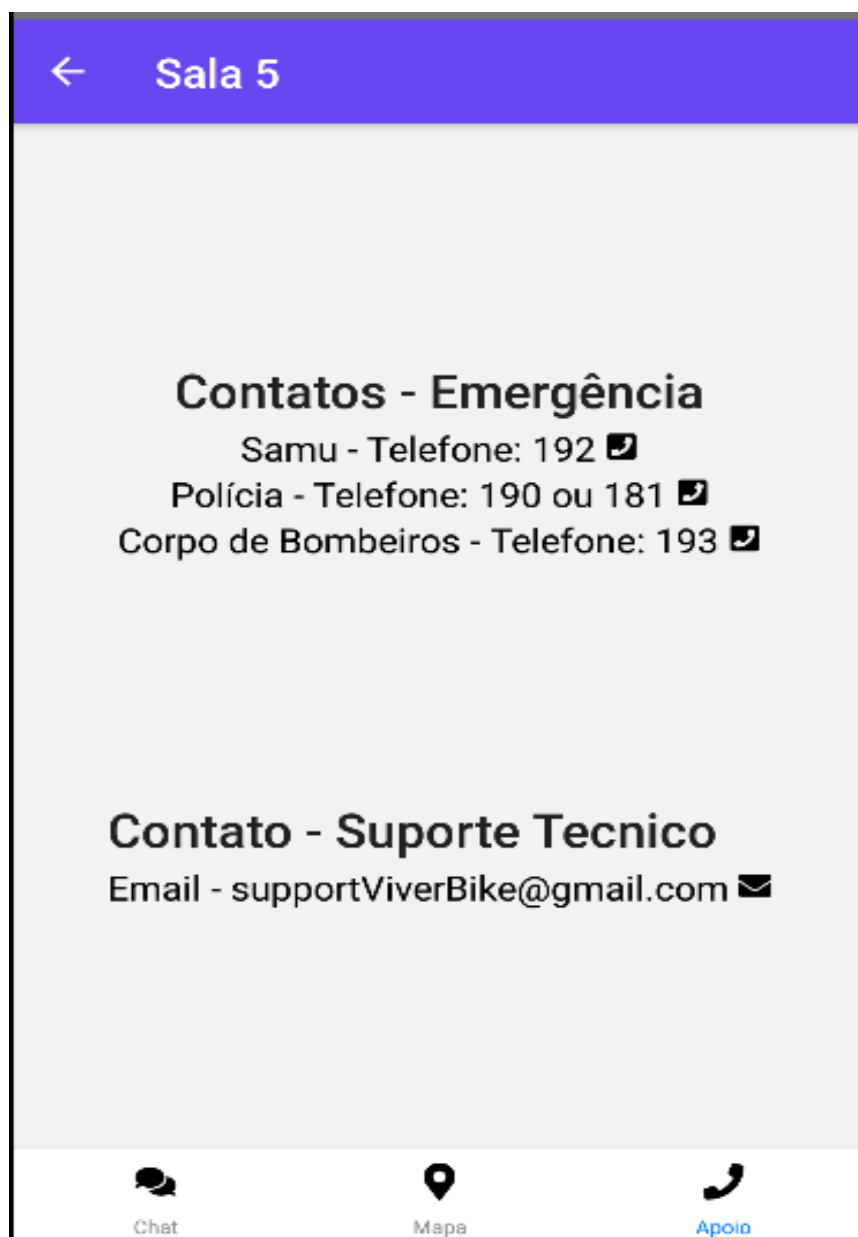 Sala 5
Contatos - Emergência
Samu - Telefone: 192
Polícia - Telefone: 190 ou 181
Corpo de Bombeiros - Telefone: 193
Contato - Suporte Tecnico
Email - supportViverBike@gmail.com
Chat
Mapa
Apoio